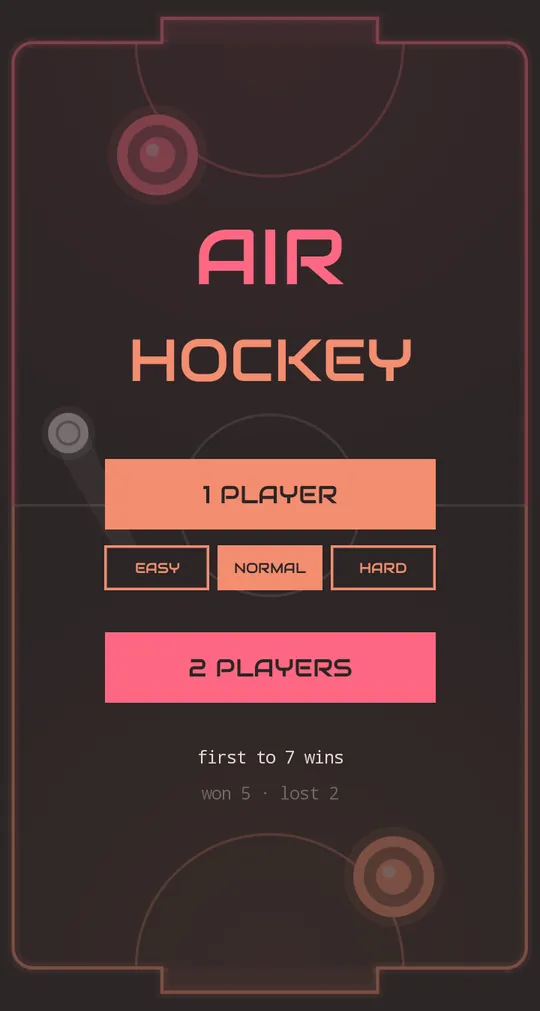 AIR
HOCKEY
1 PLAYER
EASY NORMAL HARD
2 PLAYERS
first to 7 wins
won 5 · lost 2